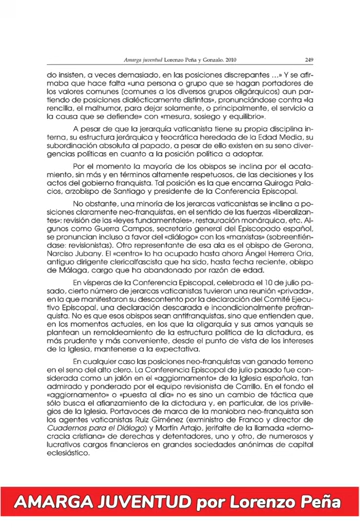 Amarga juventud Lorenzo Peña y Gonzalo. 2010 249
do insisten, a veces demasiado, en las posiciones discrepantes ...» Y se afir-
maba que hace falta «una persona o grupo que se hagan portadores de
los valores comunes (comunes a los diversos grupos oligárquicos) aun par-
tiendo de posiciones dialécticamente distintas», pronunciándose contra «la
rencilla, el malhumor, para dejar solamente, o principalmente, el servicio a
la causa que se defiende» con «mesura, sosiego y equilibrio».
A pesar de que la jerarquía vaticanista tiene su propia disciplina in-
terna, su estructura jerárquica y teocrática heredada de la Edad Media, su
subordinación absoluta al papado, a pesar de ello existen en su seno diver-
gencias políticas en cuanto a la posición política a adoptar.
Por el momento la mayoría de los obispos se inclina por el acata-
miento, sin más y en términos altamente respetuosos, de las decisiones y los
actos del gobierno franquista. Tal posición es la que encarna Quiroga Pala-
cios, arzobispo de Santiago y presidente de la Conferencia Episcopal.
No obstante, una minoría de los jerarcas vaticanistas se inclina a po-
siciones claramente neo-franquistas, en el sentido de las fuerzas «liberalizan-
tes»: revisión de las «leyes fundamentales», restauración monárquica, etc. Al-
gunos como Guerra Campos, secretario general del Episcopado español,
se pronuncian incluso a favor del «diálogo» con los «marxistas» (sobreentién-
dase: revisionistas). Otro representante de esa ala es el obispo de Gerona,
Narciso Jubany. El «centro» lo ha ocupado hasta ahora Ángel Herrera Oria,
antiguo dirigente clericalfascista que ha sido, hasta fecha reciente, obispo
de Málaga, cargo que ha abandonado por razón de edad.
En vísperas de la Conferencia Episcopal, celebrada el 10 de julio pa-
sado, cierto número de jerarcas vaticanistas tuvieron una reunión «privada»,
en la que manifestaron su descontento por la declaración del Comité Ejecu-
tivo Episcopal, una declaración descarada e incondicionalmente profran-
quista. No es que esos obispos sean antifranquistas, sino que entienden que,
en los momentos actuales, en los que la oligarquía y sus amos yanquis se
plantean un remoldeamiento de la estructura política de la dictadura, es
más prudente y más conveniente, desde el punto de vista de los intereses
de la Iglesia, mantenerse a la expectativa.
En cualquier caso las posiciones neo-franquistas van ganado terreno
en el seno del alto clero. La Conferencia Episcopal de julio pasado fue con-
siderada como un jalón en el «aggiornamento» de la Iglesia española, tan
admirado y ponderado por el equipo revisionista de Carrillo. En el fondo el
«aggiornamento» o «puesta al día» no es sino un cambio de táctica que
sólo busca el afianzamiento de la dictadura y, en particular, de los privile-
gios de la Iglesia. Portavoces de marca de la maniobra neo-franquista son
los agentes vaticanistas Ruiz Giménez (exministro de Franco y director de
Cuadernos para el Diálogo) y Martín Artajo, jerifalte de la llamada «demo-
cracia cristiana» de derechas y detentadores, uno y otro, de numerosos y
lucrativos cargos financieros en grandes sociedades anónimas de capital
eclesiástico.
AMARGA JUVENTUD por Lorenzo Peña